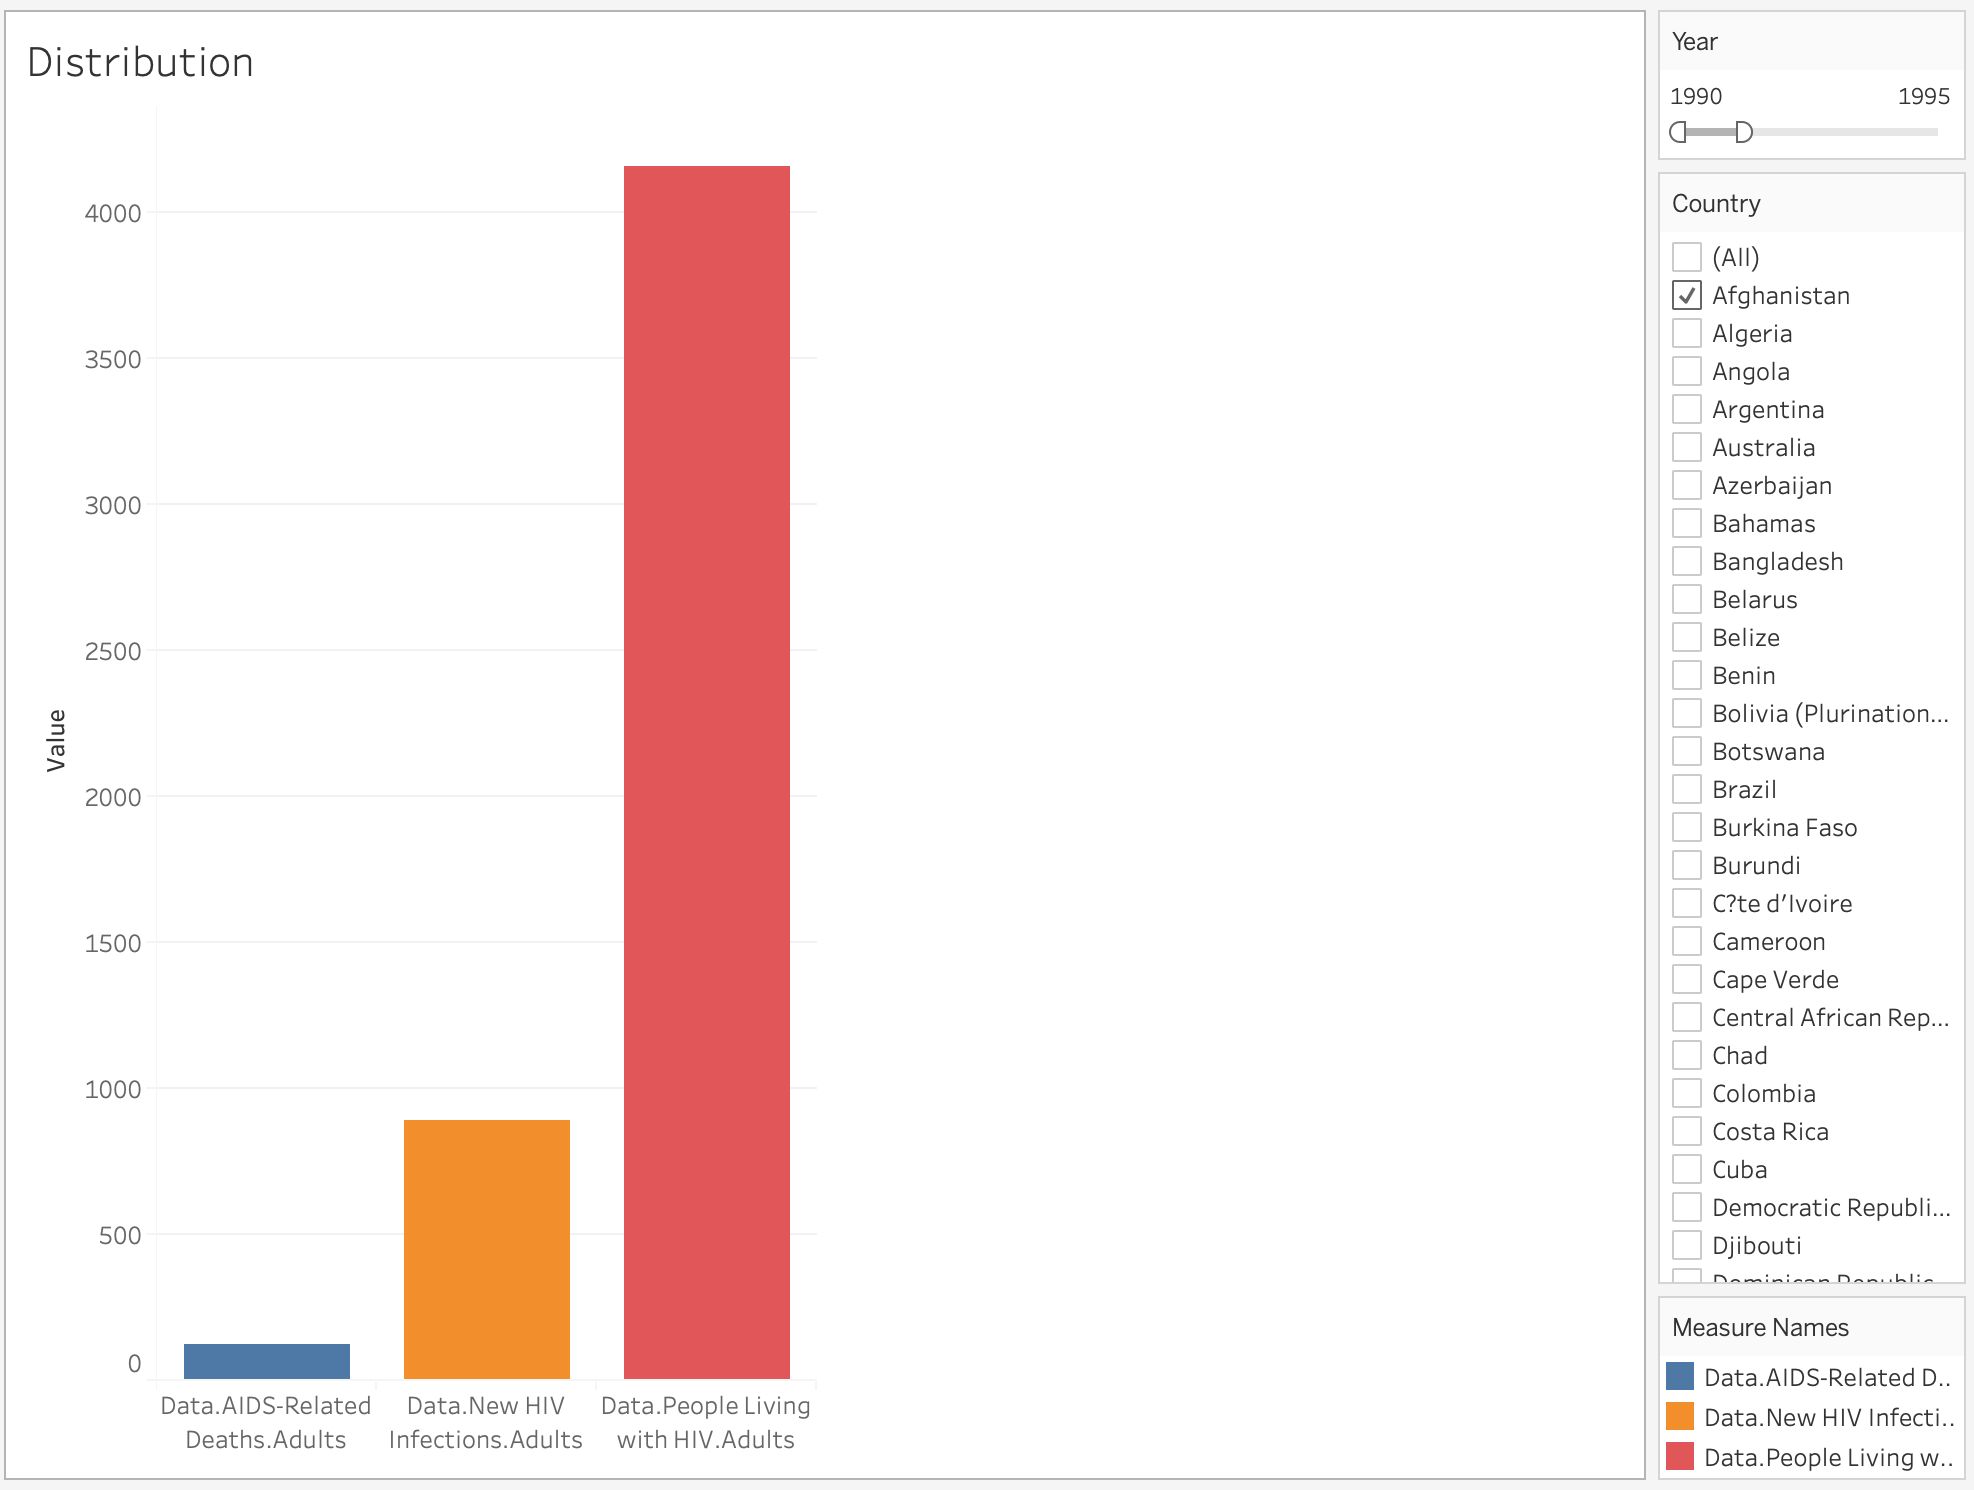 Distribution
4000
3500
3000
2500
2000
1500
1000
500
0
Value
Data.AIDS-Related
Deaths.Adults
Data.New HIV
Infections.Adults
Data.People Living
with HIV.Adults
Year
1990 1995
Country
(All)
Afghanistan
Algeria
Angola
Argentina
Australia
Azerbaijan
Bahamas
Bangladesh
Belarus
Belize
Benin
Bolivia (Plurination...
Botswana
Brazil
Burkina Faso
Burundi
C?te d'Ivoire
Cameroon
Cape Verde
Central African Rep...
Chad
Colombia
Costa Rica
Cuba
Democratic Republi...
Djibouti
Dominican Republic
Measure Names
Data.AIDS-Related D..
Data.New HIV Infecti..
Data.People Living w..